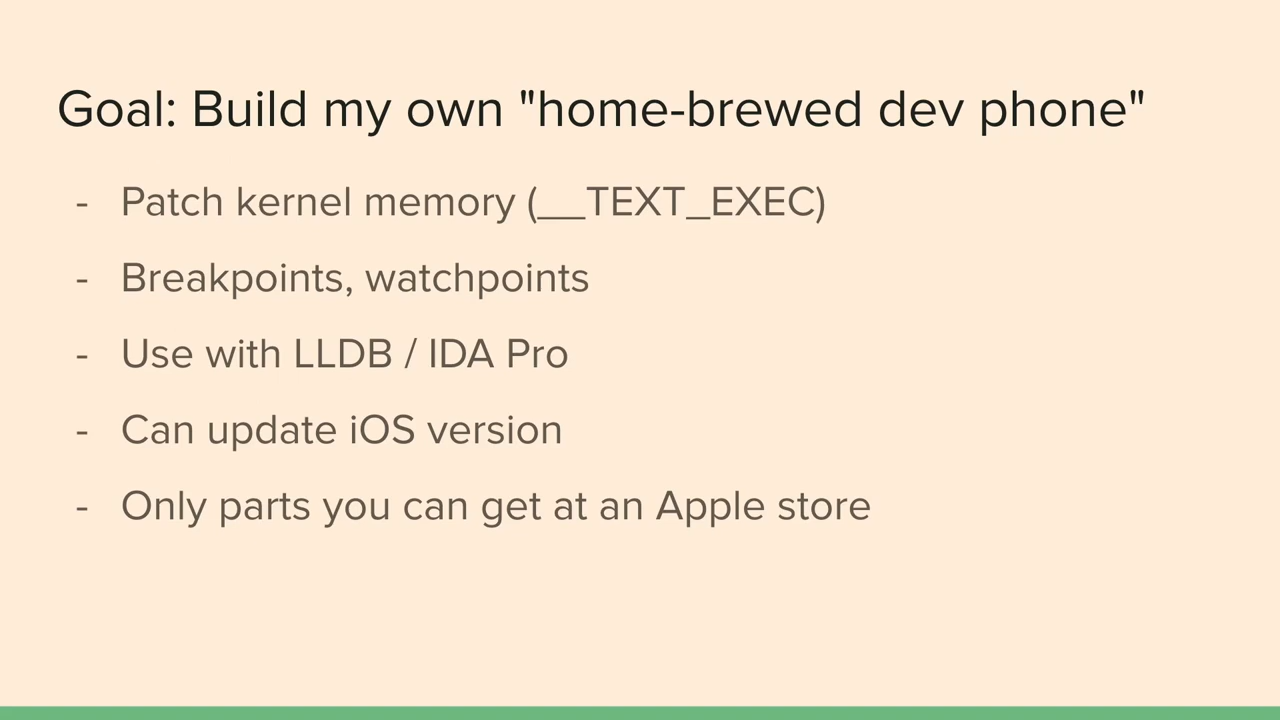 Goal: Build my own "home-brewed dev phone"
- Patch kernel memory (__TEXT_EXEC)
- Breakpoints, watchpoints
- Use with LLDB / IDA Pro
- Can update iOS version
- Only parts you can get at an Apple store